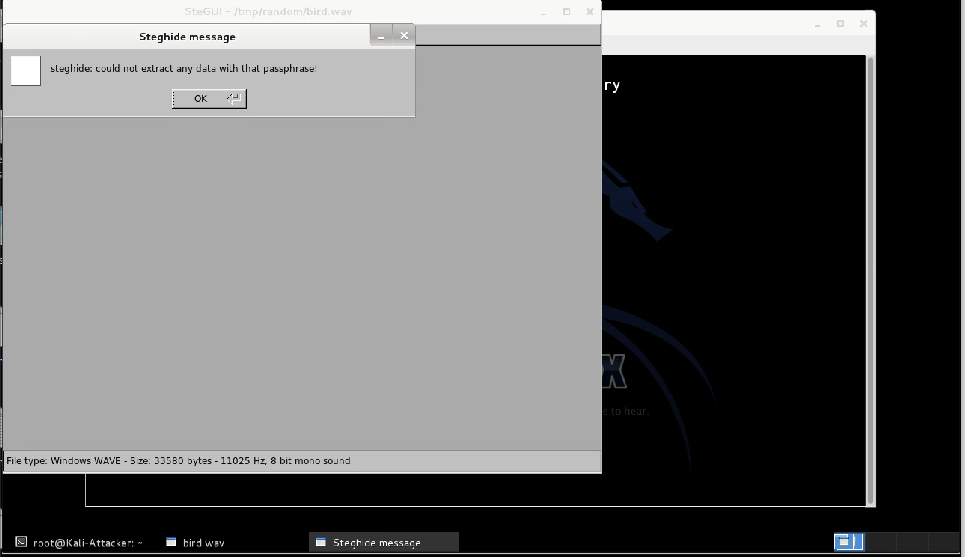 SteGUI - /tmp/random/bird.wav
Steghide message
steghide: could not extract any data with that passphrase!
OK
ry
c to hear.
File type: Windows WAVE - Size: 33580 bytes - 11025 Hz, 8 bit mono sound
root@Kali-Attacker: ~
bird wav
Steghide message